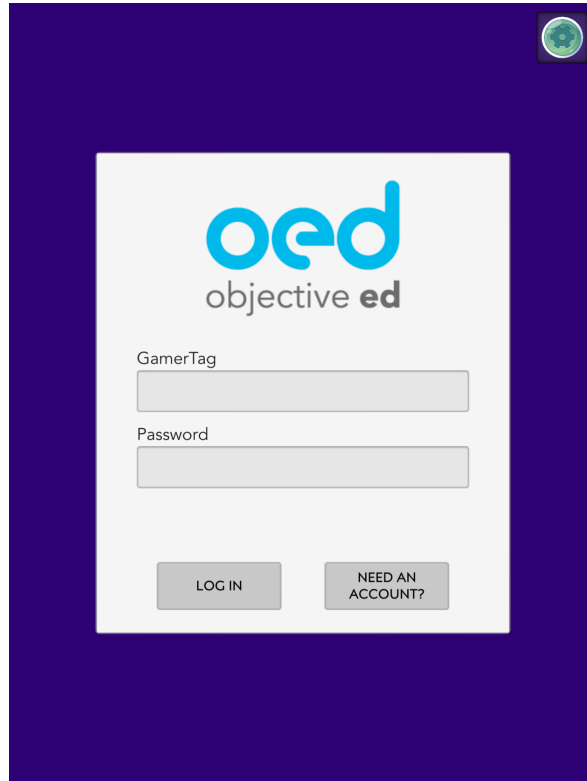 oed
objective ed
GamerTag
Password
LOG IN
NEED AN
ACCOUNT?